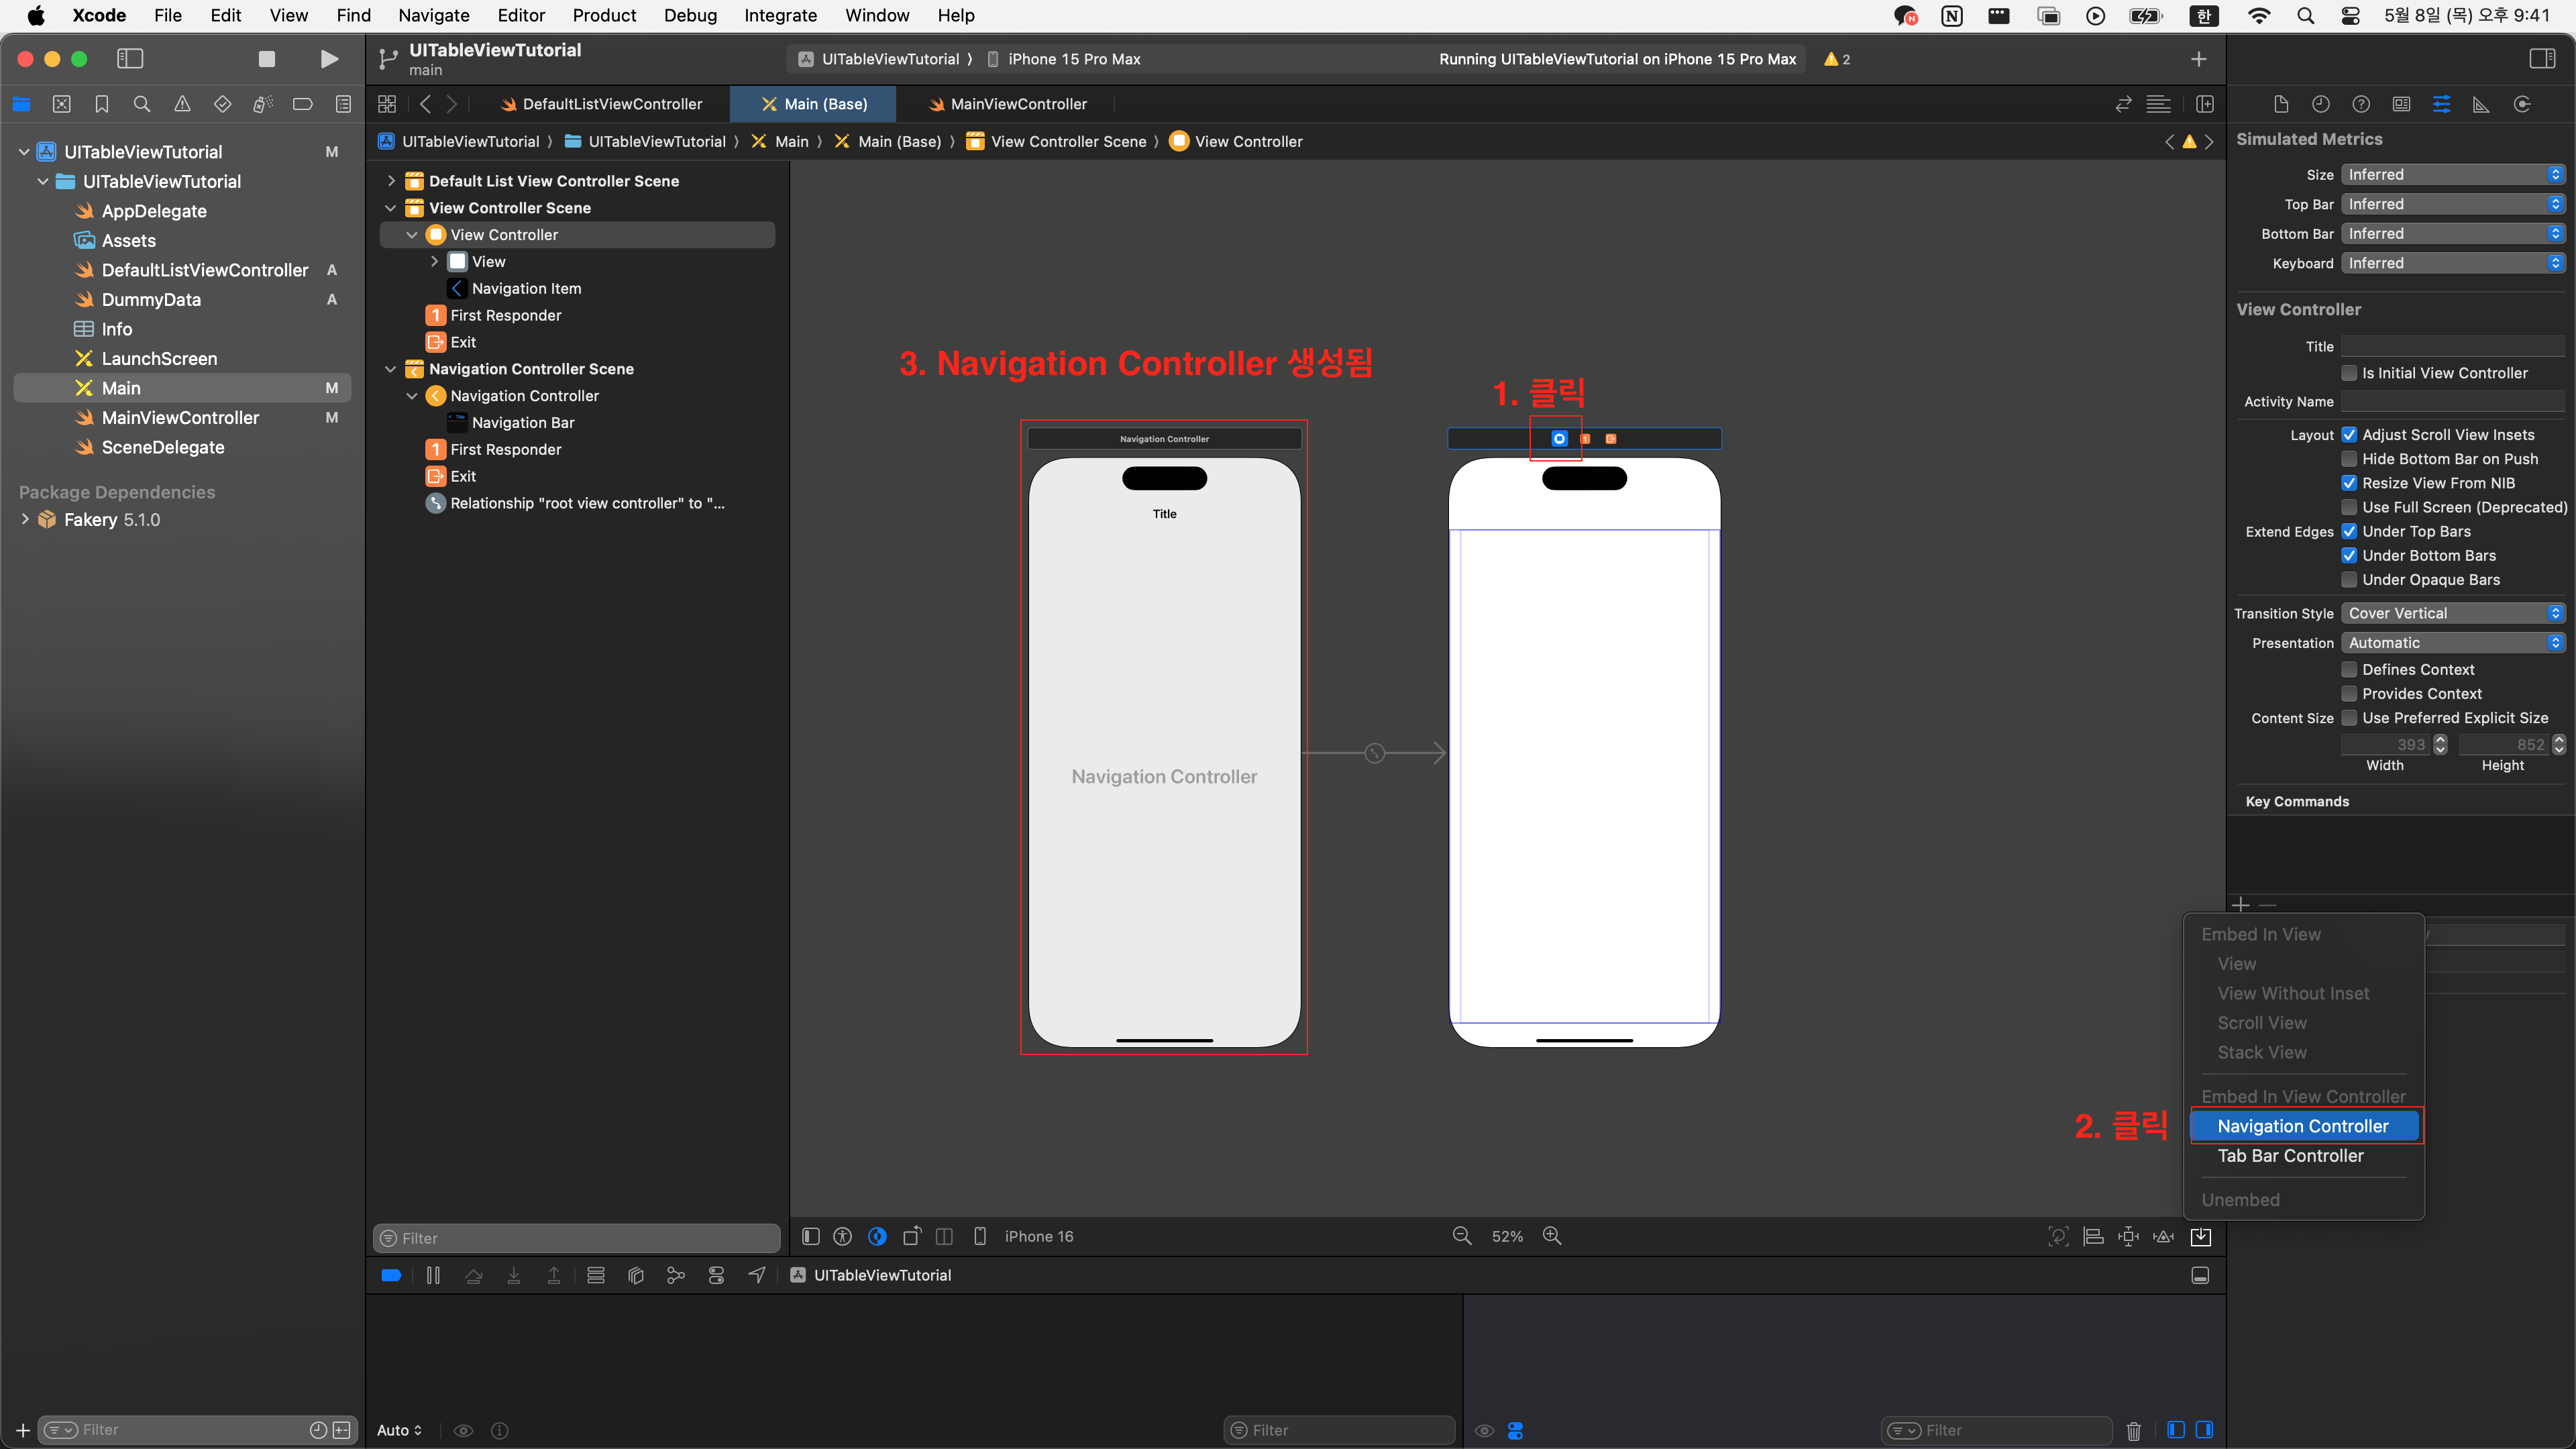 Xcode File Edit View Find Navigate Editor Product Debug Integrate Window Help
N N 한 5월 8일 (목) 오후 9:41
UITableViewTutorial
main
UITableViewTutorial 〉 iPhone 15 Pro Max
Running UITableViewTutorial on iPhone 15 Pro Max 2
DefaultListViewController Main (Base) MainViewController
UITableViewTutorial 〉 UITableViewTutorial 〉 Main 〉 Main (Base) 〉 View Controller Scene 〉 View Controller
UITableViewTutorial M
UITableViewTutorial
AppDelegate
Assets
DefaultListViewController A
DummyData A
Info
LaunchScreen
Main M
MainViewController M
SceneDelegate
Package Dependencies
Fakery 5.1.0
Filter
Default List View Controller Scene
View Controller Scene
View Controller
View
Navigation Item
1 First Responder
Exit
Navigation Controller Scene
Navigation Controller
Title Navigation Bar
1 First Responder
Exit
Relationship "root view controller" to "...
Filter
3. Navigation Controller 생성됨
1. 클릭
Navigation Controller
1
Title
Navigation Controller
2. 클릭
iPhone 16
52%
UITableViewTutorial
Auto
Filter
Filter
Simulated Metrics
Size Inferred
Top Bar Inferred
Bottom Bar Inferred
Keyboard Inferred
View Controller
Title
Is Initial View Controller
Activity Name
Layout Adjust Scroll View Insets
Hide Bottom Bar on Push
Resize View From NIB
Use Full Screen (Deprecated)
Extend Edges Under Top Bars
Under Bottom Bars
Under Opaque Bars
Transition Style Cover Vertical
Presentation Automatic
Defines Context
Provides Context
Content Size Use Preferred Explicit Size
393 852
Width Height
Key Commands
Embed In View
View
View Without Inset
Scroll View
Stack View
Embed In View Controller
Navigation Controller
Tab Bar Controller
Unembed